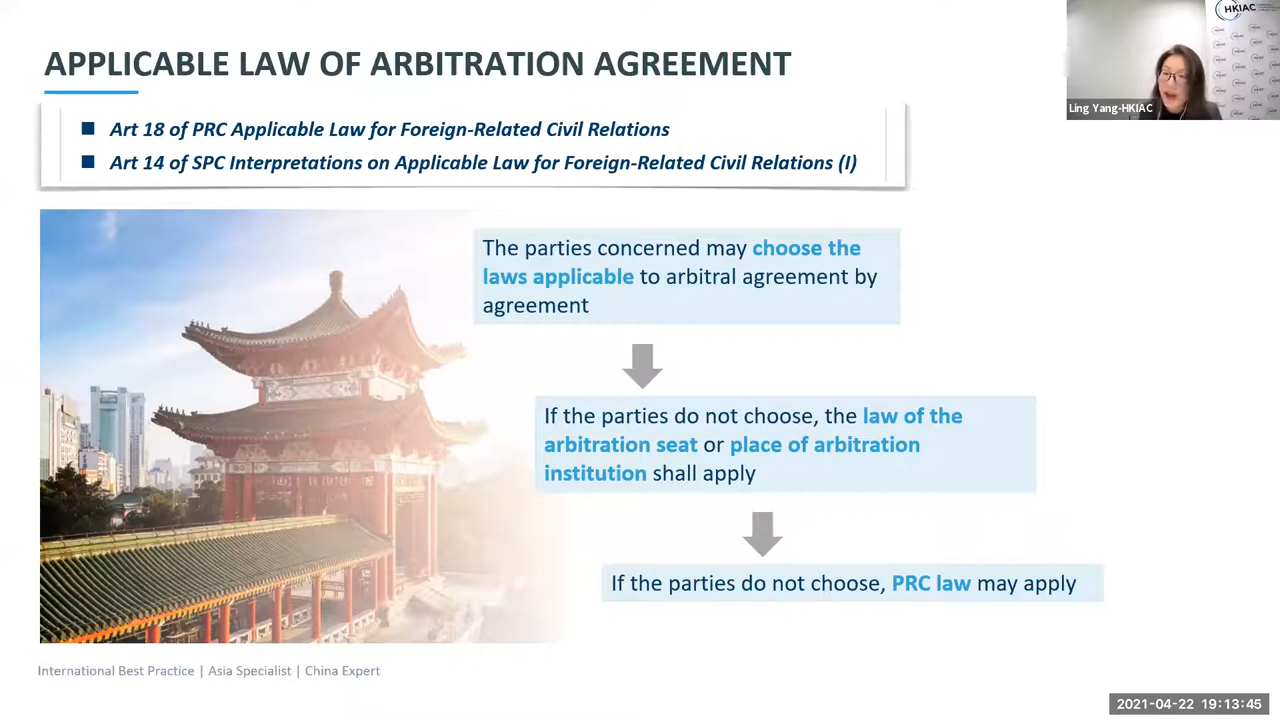 APPLICABLE LAW OF ARBITRATION AGREEMENT
Art 18 of PRC Applicable Law for Foreign-Related Civil Relations
Art 14 of SPC Interpretations on Applicable Law for Foreign-Related Civil Relations (I)
HKIAC
Ling Yang-HKIAC
The parties concerned may choose the
laws applicable to arbitral agreement by
agreement
If the parties do not choose, the law of the
arbitration seat or place of arbitration
institution shall apply
If the parties do not choose, PRC law may apply
International Best Practice | Asia Specialist | China Expert
2021-04-22 19:13:45